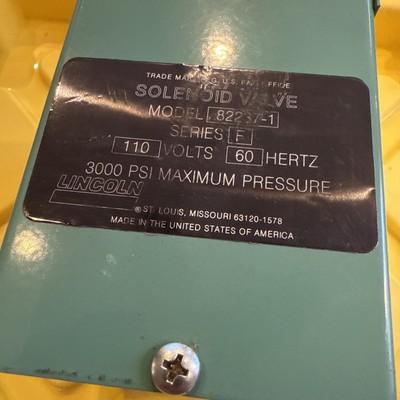 TRADE MARK REG. U.S. PAT. OFFICE
SOLENOID VALVE
MODEL 82237-1
SERIES F
110 VOLTS 60 HERTZ
3000 PSI MAXIMUM PRESSURE
LINCOLN
® ST. LOUIS, MISSOURI 63120-1578
MADE IN THE UNITED STATES OF AMERICA